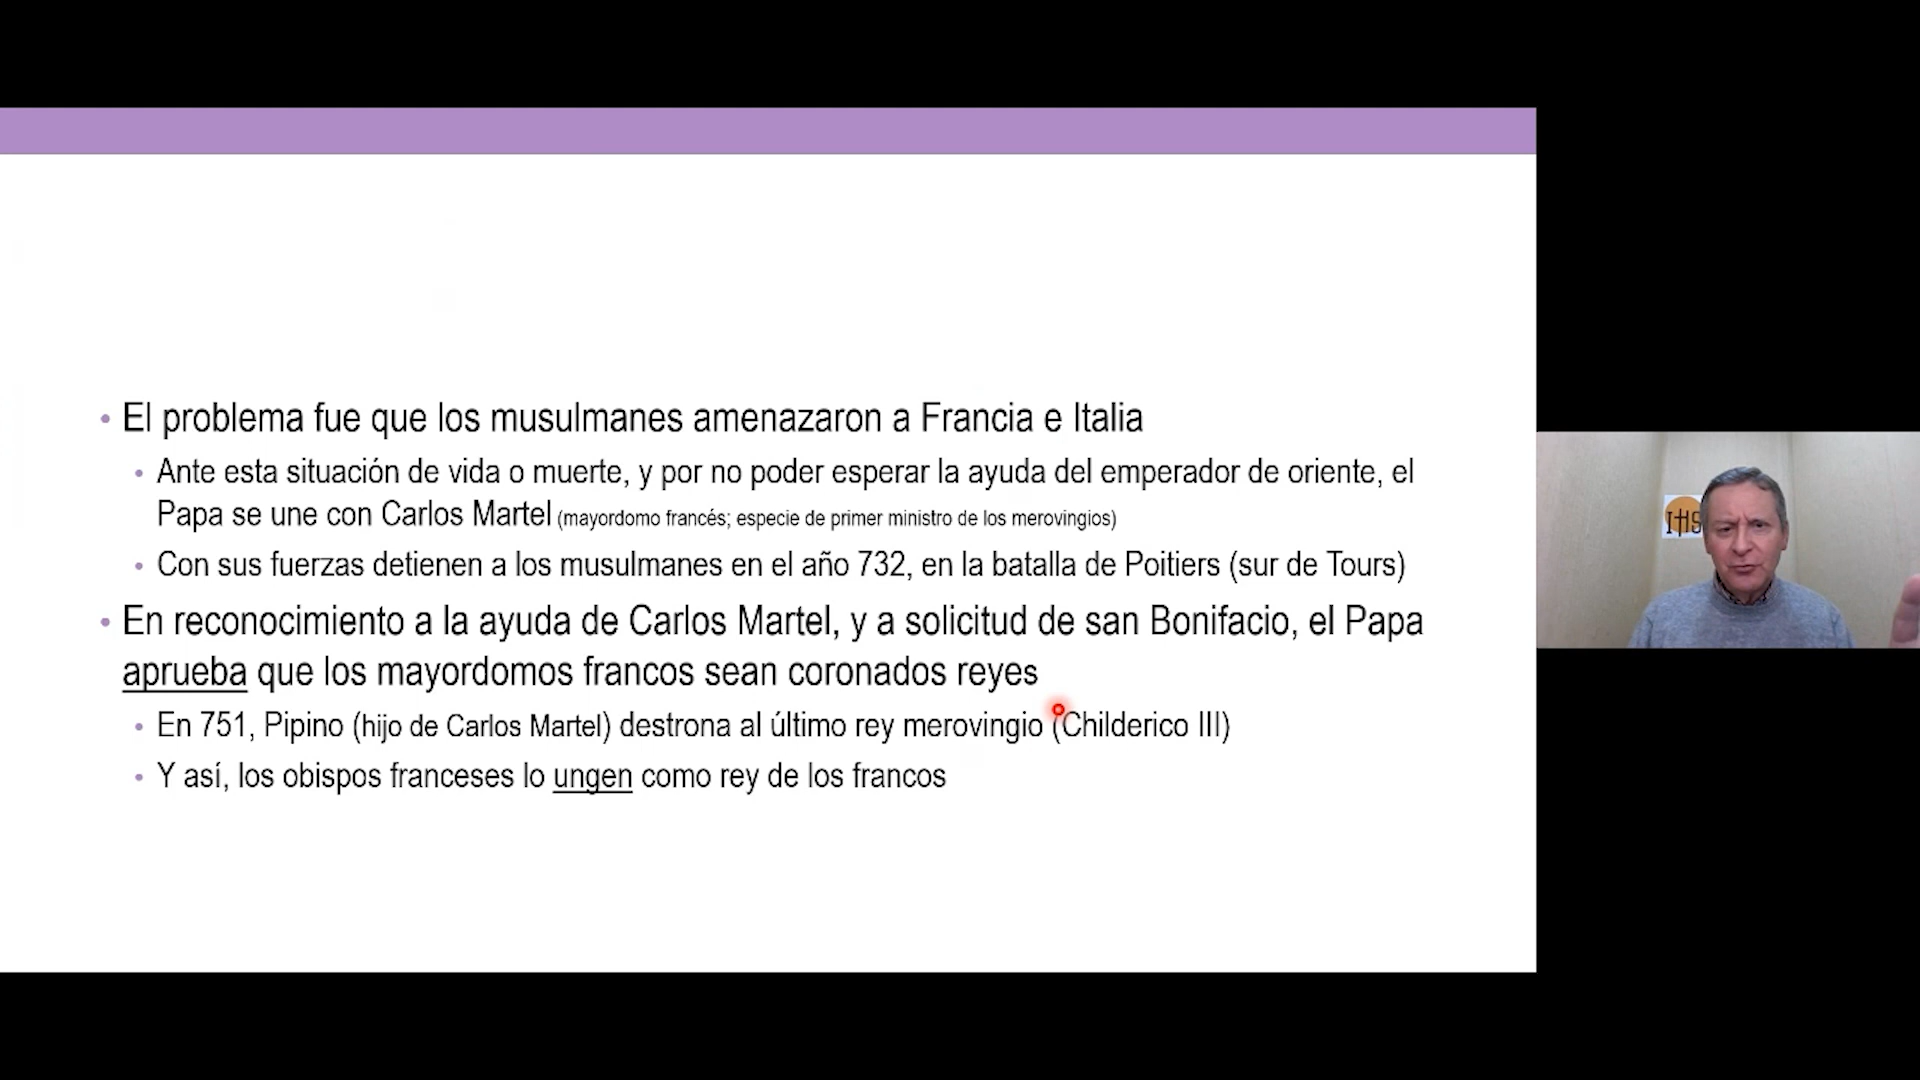 • El problema fue que los musulmanes amenazaron a Francia e Italia
• Ante esta situación de vida o muerte, y por no poder esperar la ayuda del emperador de oriente, el
Papa se une con Carlos Martel (mayordomo francés; especie de primer ministro de los merovingios)
• Con sus fuerzas detienen a los musulmanes en el año 732, en la batalla de Poitiers (sur de Tours)
• En reconocimiento a la ayuda de Carlos Martel, y a solicitud de san Bonifacio, el Papa
aprueba que los mayordomos francos sean coronados reyes
• En 751, Pipino (hijo de Carlos Martel) destrona al último rey merovingio (Childerico III)
• Y así, los obispos franceses lo ungen como rey de los francos
IHS